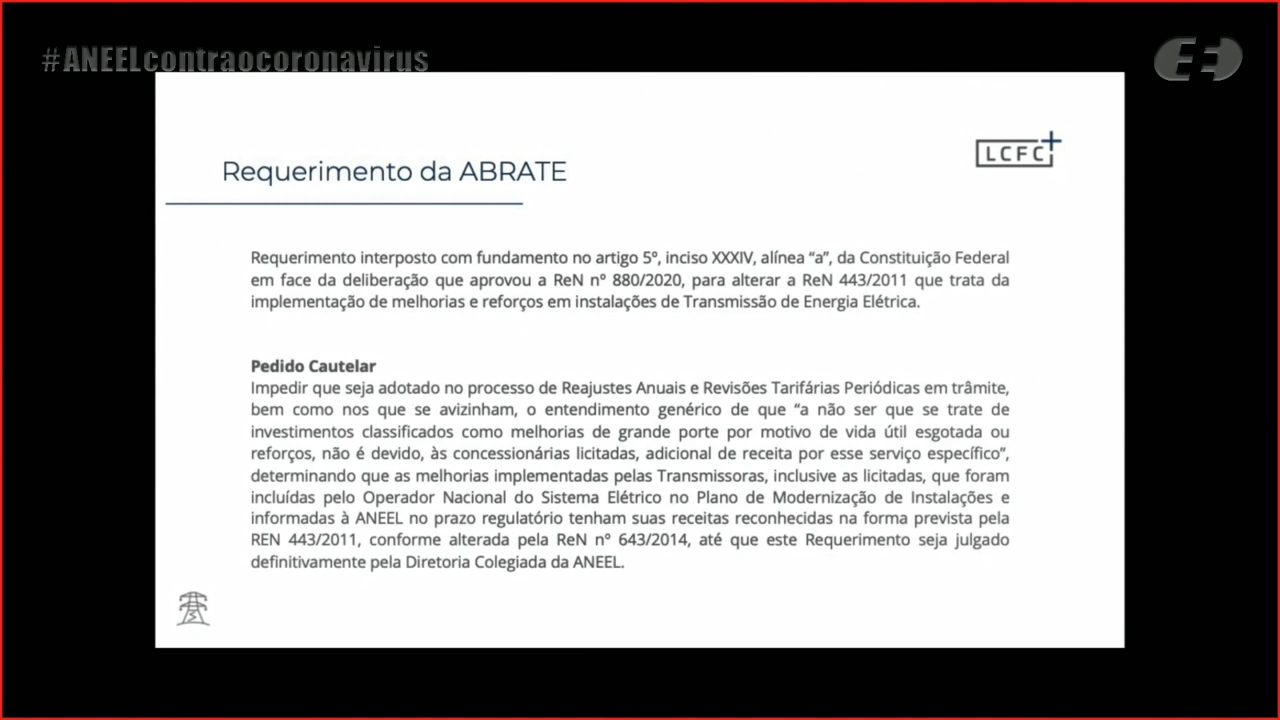 #ANEELcontraocoronavirus
LCFC
Requerimento da ABRATE
Requerimento interposto com fundamento no artigo 5º, inciso XXXIV, alínea “a”, da Constituição Federal
em face da deliberação que aprovou a ReN nº 880/2020, para alterar a ReN 443/2011 que trata da
implementação de melhorias e reforços em instalações de Transmissão de Energia Elétrica.
Pedido Cautelar
Impedir que seja adotado no processo de Reajustes Anuais e Revisões Tarifárias Periódicas em trâmite,
bem como nos que se avizinham, o entendimento genérico de que “a não ser que se trate de
investimentos classificados como melhorias de grande porte por motivo de vida útil esgotada ou
reforços, não é devido, às concessionárias licitadas, adicional de receita por esse serviço específico”,
determinando que as melhorias implementadas pelas Transmissoras, inclusive as licitadas, que foram
incluídas pelo Operador Nacional do Sistema Elétrico no Plano de Modernização de Instalações e
informadas à ANEEL no prazo regulatório tenham suas receitas reconhecidas na forma prevista pela
REN 443/2011, conforme alterada pela ReN nº 643/2014, até que este Requerimento seja julgado
definitivamente pela Diretoria Colegiada da ANEEL.